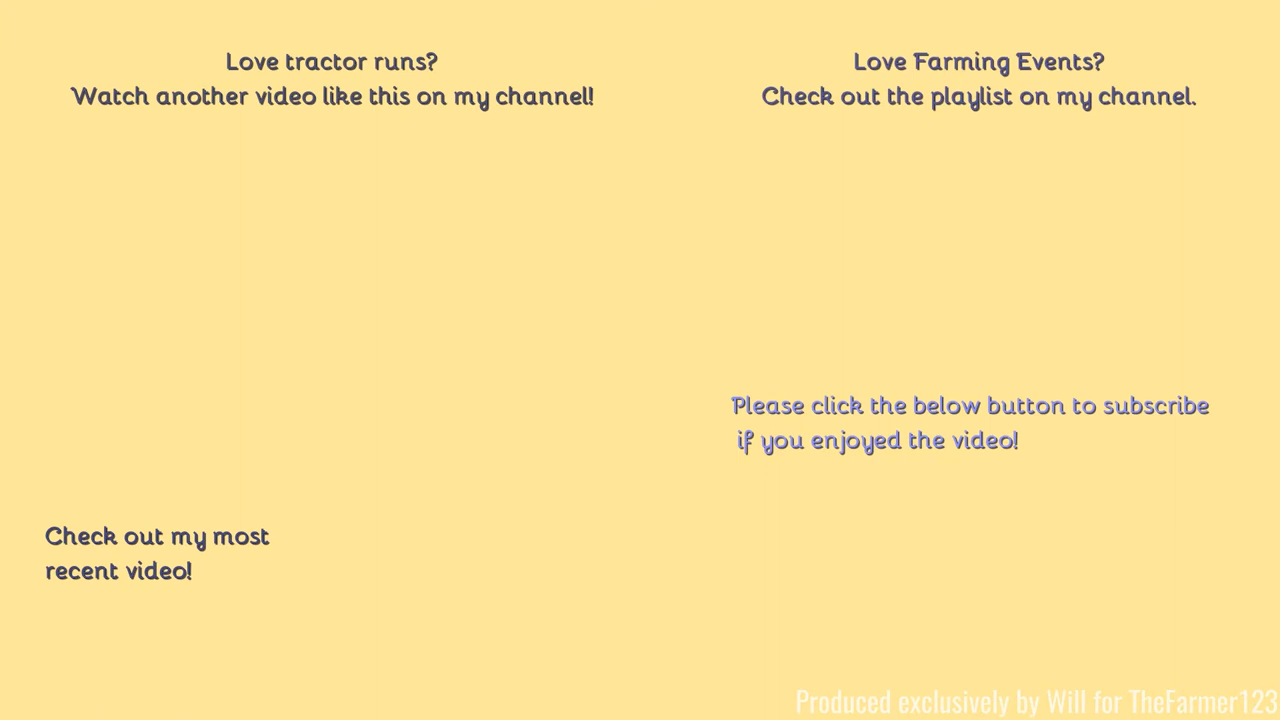 Love tractor runs?
Watch another video like this on my channel!
Love Farming Events?
Check out the playlist on my channel.
Please click the below button to subscribe
if you enjoyed the video!
Check out my most
recent video!
Produced exclusively by Will for TheFarmer123